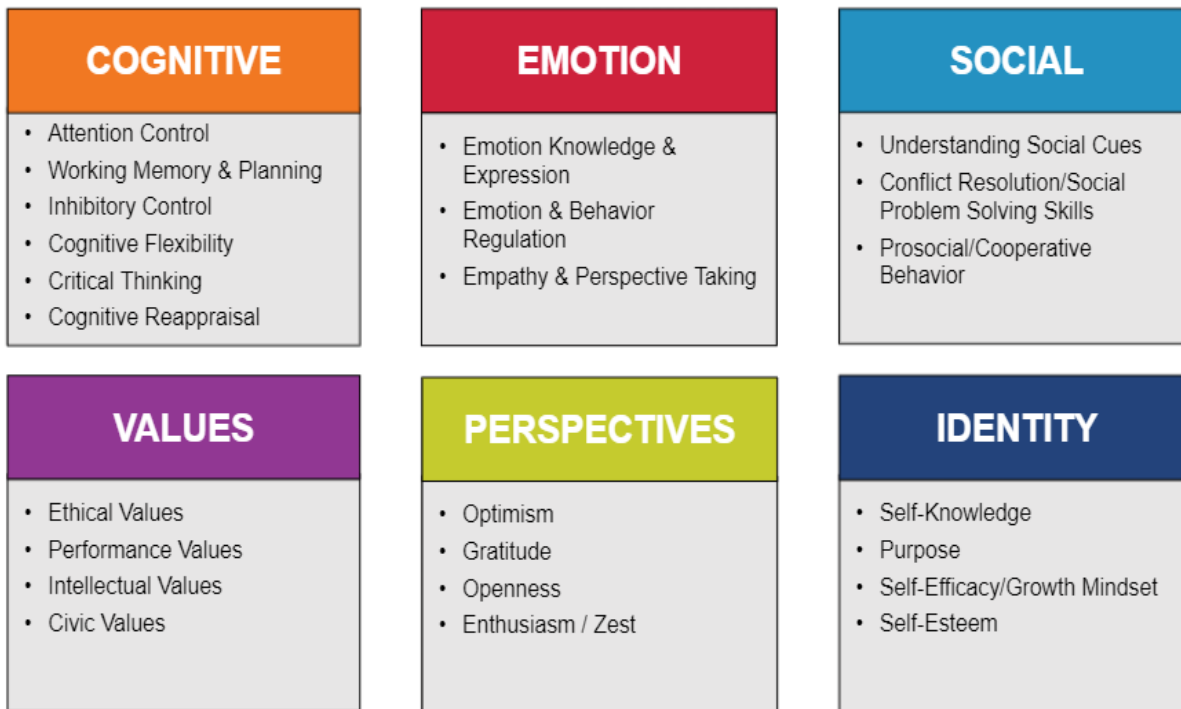 COGNITIVE
• Attention Control
• Working Memory & Planning
• Inhibitory Control
• Cognitive Flexibility
• Critical Thinking
• Cognitive Reappraisal
EMOTION
• Emotion Knowledge &
Expression
• Emotion & Behavior
Regulation
• Empathy & Perspective Taking
SOCIAL
• Understanding Social Cues
• Conflict Resolution/Social
Problem Solving Skills
• Prosocial/Cooperative
Behavior
VALUES
• Ethical Values
• Performance Values
• Intellectual Values
• Civic Values
PERSPECTIVES
• Optimism
• Gratitude
• Openness
• Enthusiasm / Zest
IDENTITY
• Self-Knowledge
• Purpose
• Self-Efficacy/Growth Mindset
• Self-Esteem